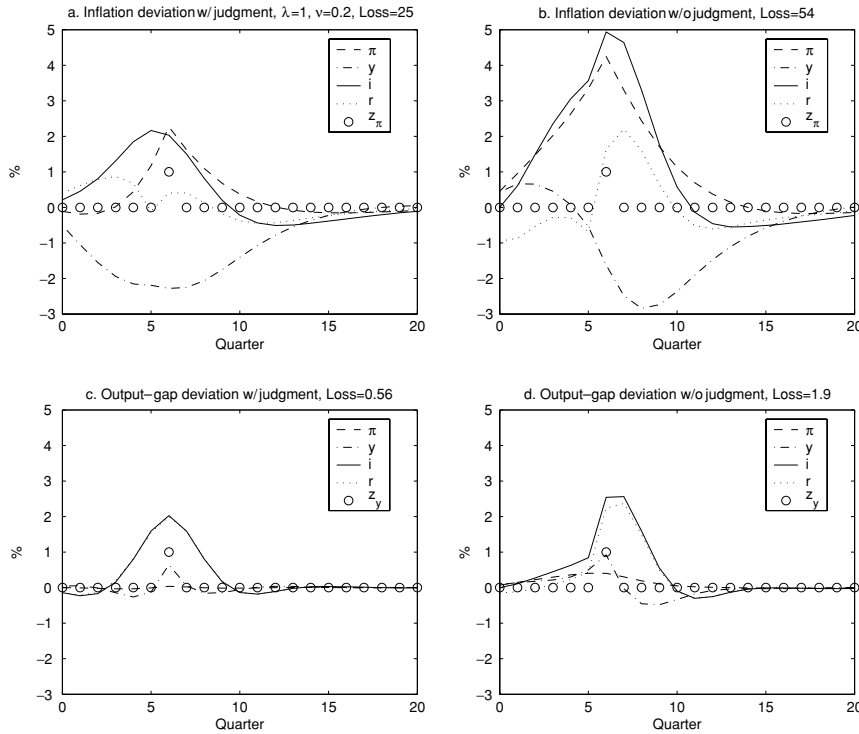 a. Inflation deviation w/ judgment, λ=1, ν=0.2, Loss=25
5
4
3
2
1
0
−1
−2
−3
%
π
y
i
r
z_π
0 5 10 15 20
Quarter
b. Inflation deviation w/o judgment, Loss=54
5
4
3
2
1
0
−1
−2
−3
%
π
y
i
r
z_π
0 5 10 15 20
Quarter
c. Output−gap deviation w/ judgment, Loss=0.56
5
4
3
2
1
0
−1
−2
−3
%
π
y
i
r
z_y
0 5 10 15 20
Quarter
d. Output−gap deviation w/o judgment, Loss=1.9
5
4
3
2
1
0
−1
−2
−3
%
π
y
i
r
z_y
0 5 10 15 20
Quarter